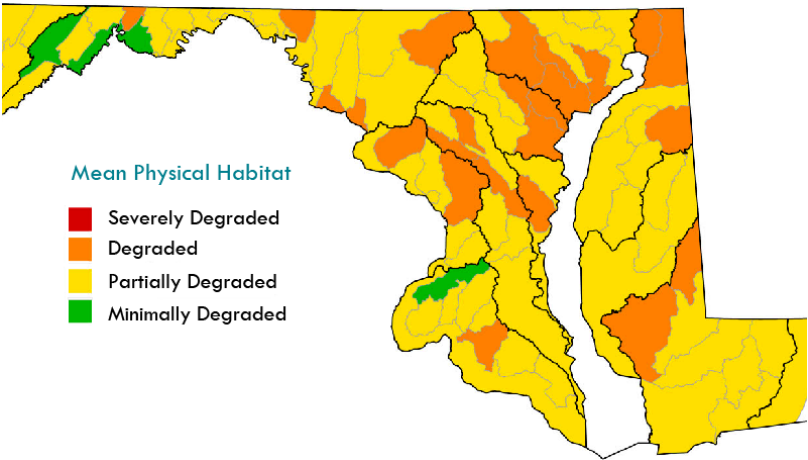 Mean Physical Habitat
Severely Degraded
Degraded
Partially Degraded
Minimally Degraded